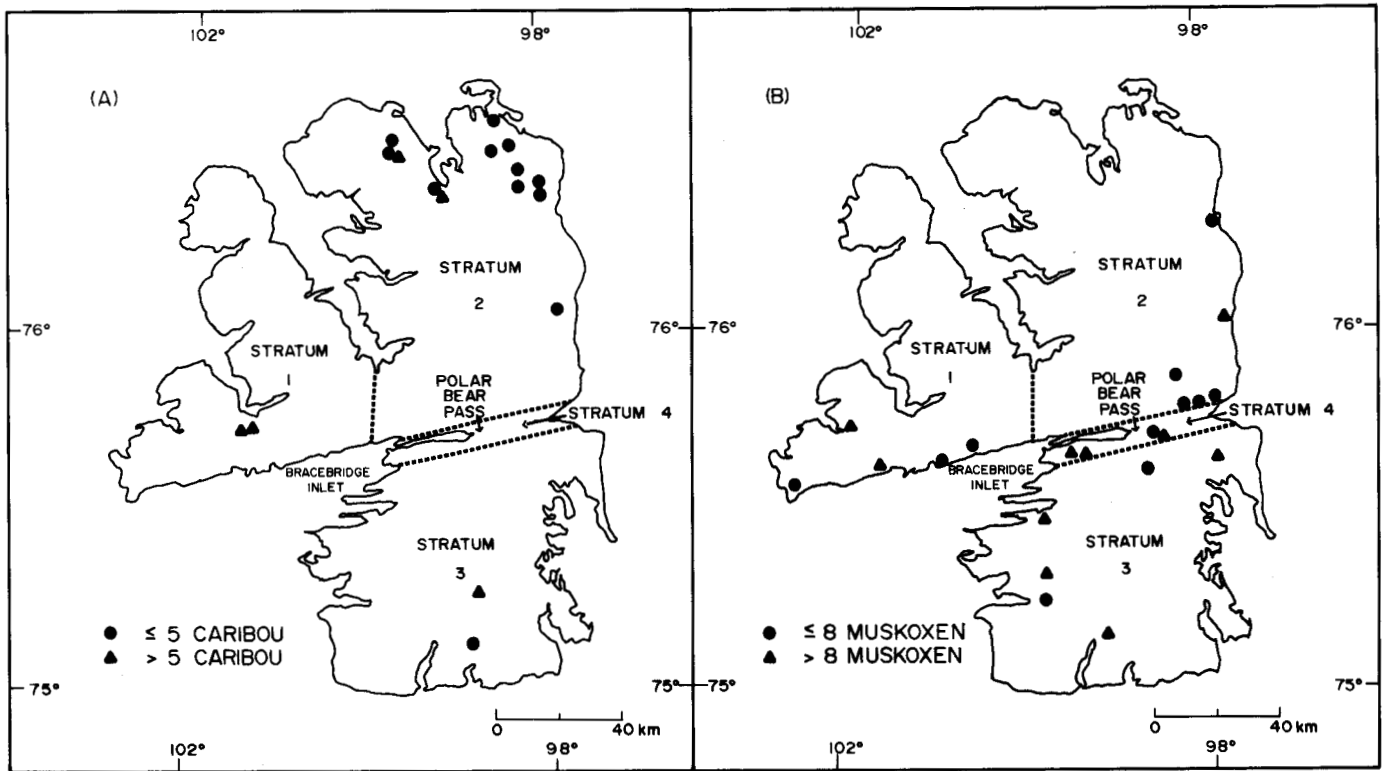 102°
98°
(A)
STRATUM
2
76°
STRATUM
1
POLAR
BEAR
PASS
STRATUM 4
BRACEBRIDGE
INLET
STRATUM
3
≤ 5 CARIBOU
> 5 CARIBOU
75°
0 40 km
102°
98°
102°
98°
(B)
STRATUM
2
76°
76°
STRATUM
1
POLAR
BEAR
PASS
STRATUM 4
BRACEBRIDGE
INLET
STRATUM
3
≤ 8 MUSKOXEN
> 8 MUSKOXEN
75°
75°
0 40 km
102°
98°